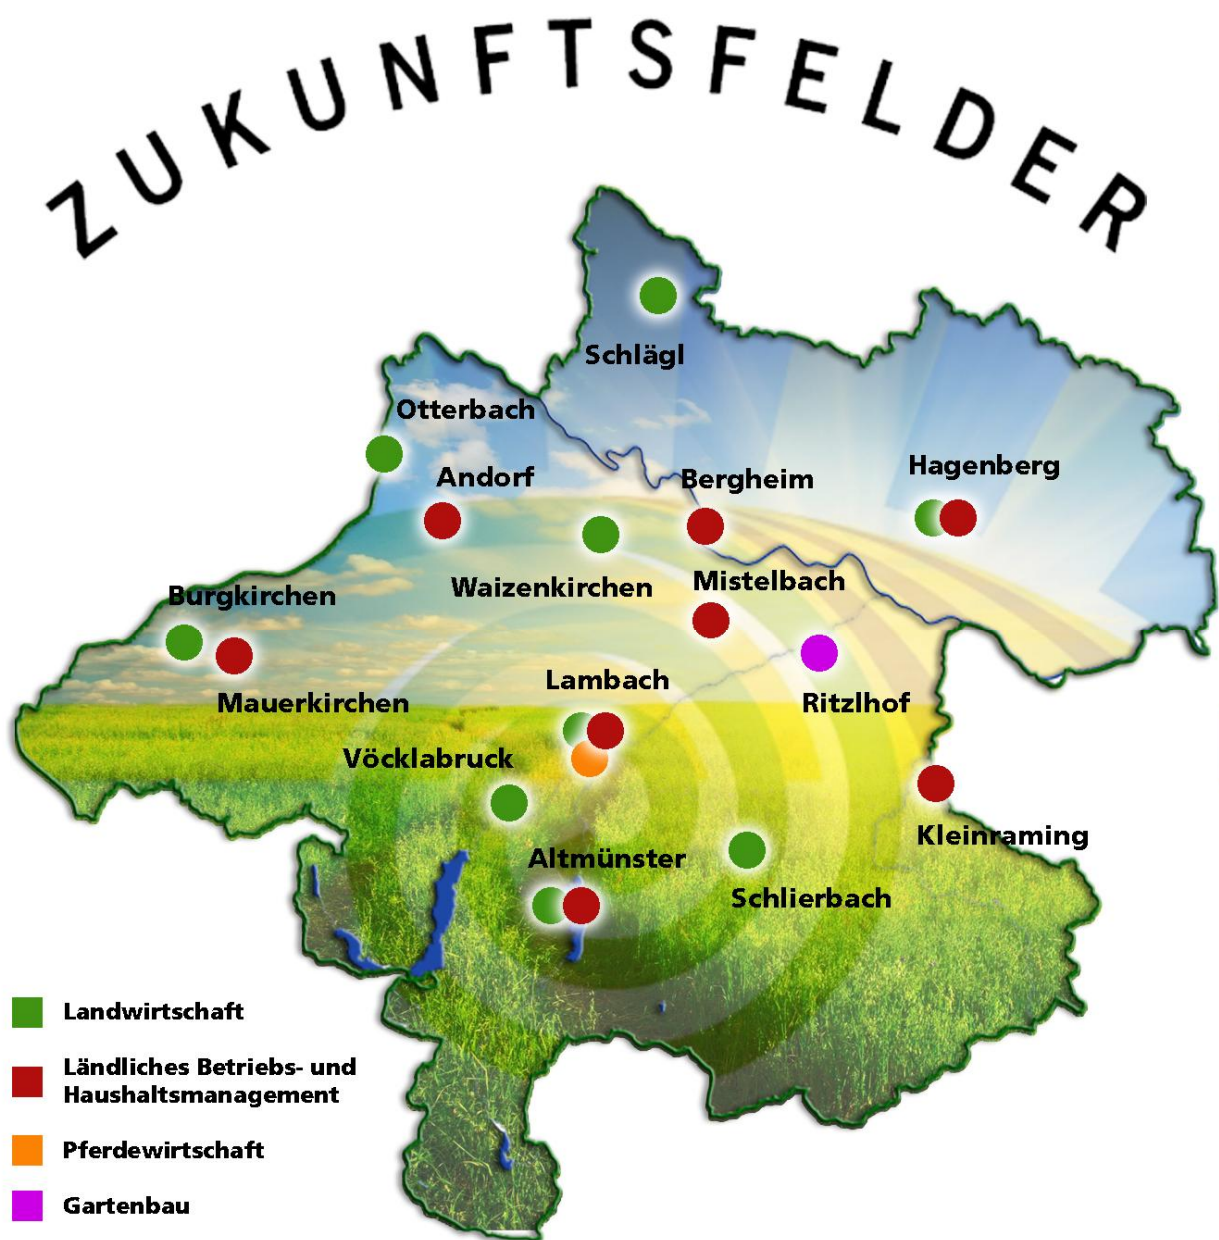 ZUKUNFTSFELDER
Schlägl
Otterbach
Andorf
Bergheim
Hagenberg
Waizenkirchen
Mistelbach
Burgkirchen
Lambach
Mauerkirchen
Ritzlhof
Vöcklabruck
Kleinraming
Altmünster
Schlierbach
Landwirtschaft
Ländliches Betriebs- und
Haushaltsmanagement
Pferdewirtschaft
Gartenbau